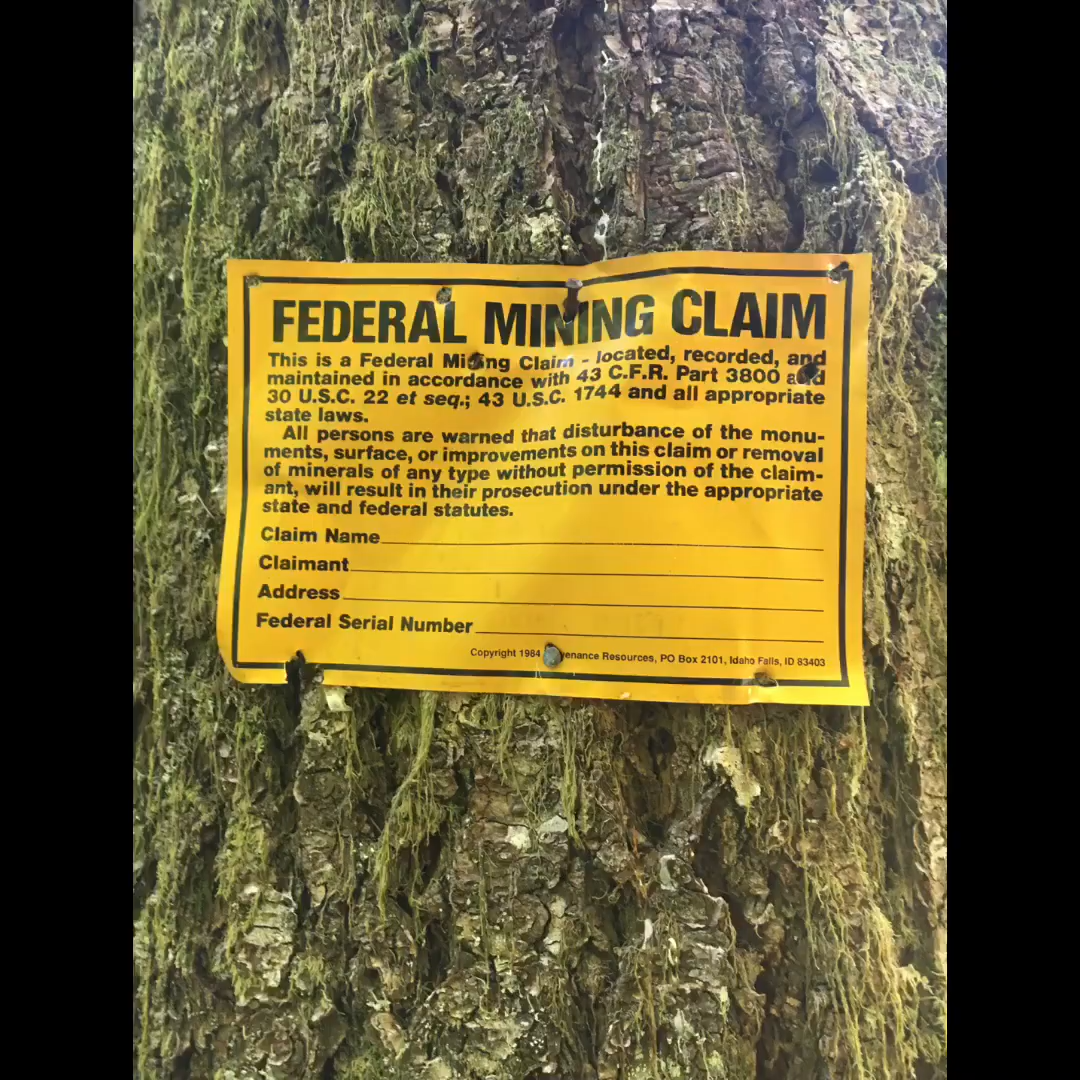 FEDERAL MINING CLAIM
This is a Federal Mining Claim - located, recorded, and
maintained in accordance with 43 C.F.R. Part 3800 and
30 U.S.C. 22 et seq.; 43 U.S.C. 1744 and all appropriate
state laws.
All persons are warned that disturbance of the monu-
ments, surface, or improvements on this claim or removal
of minerals of any type without permission of the claim-
ant, will result in their prosecution under the appropriate
state and federal statutes.
Claim Name
Claimant
Address
Federal Serial Number
Copyright 1984 Resources, PO Box 2101, Idaho Falls, ID 83403